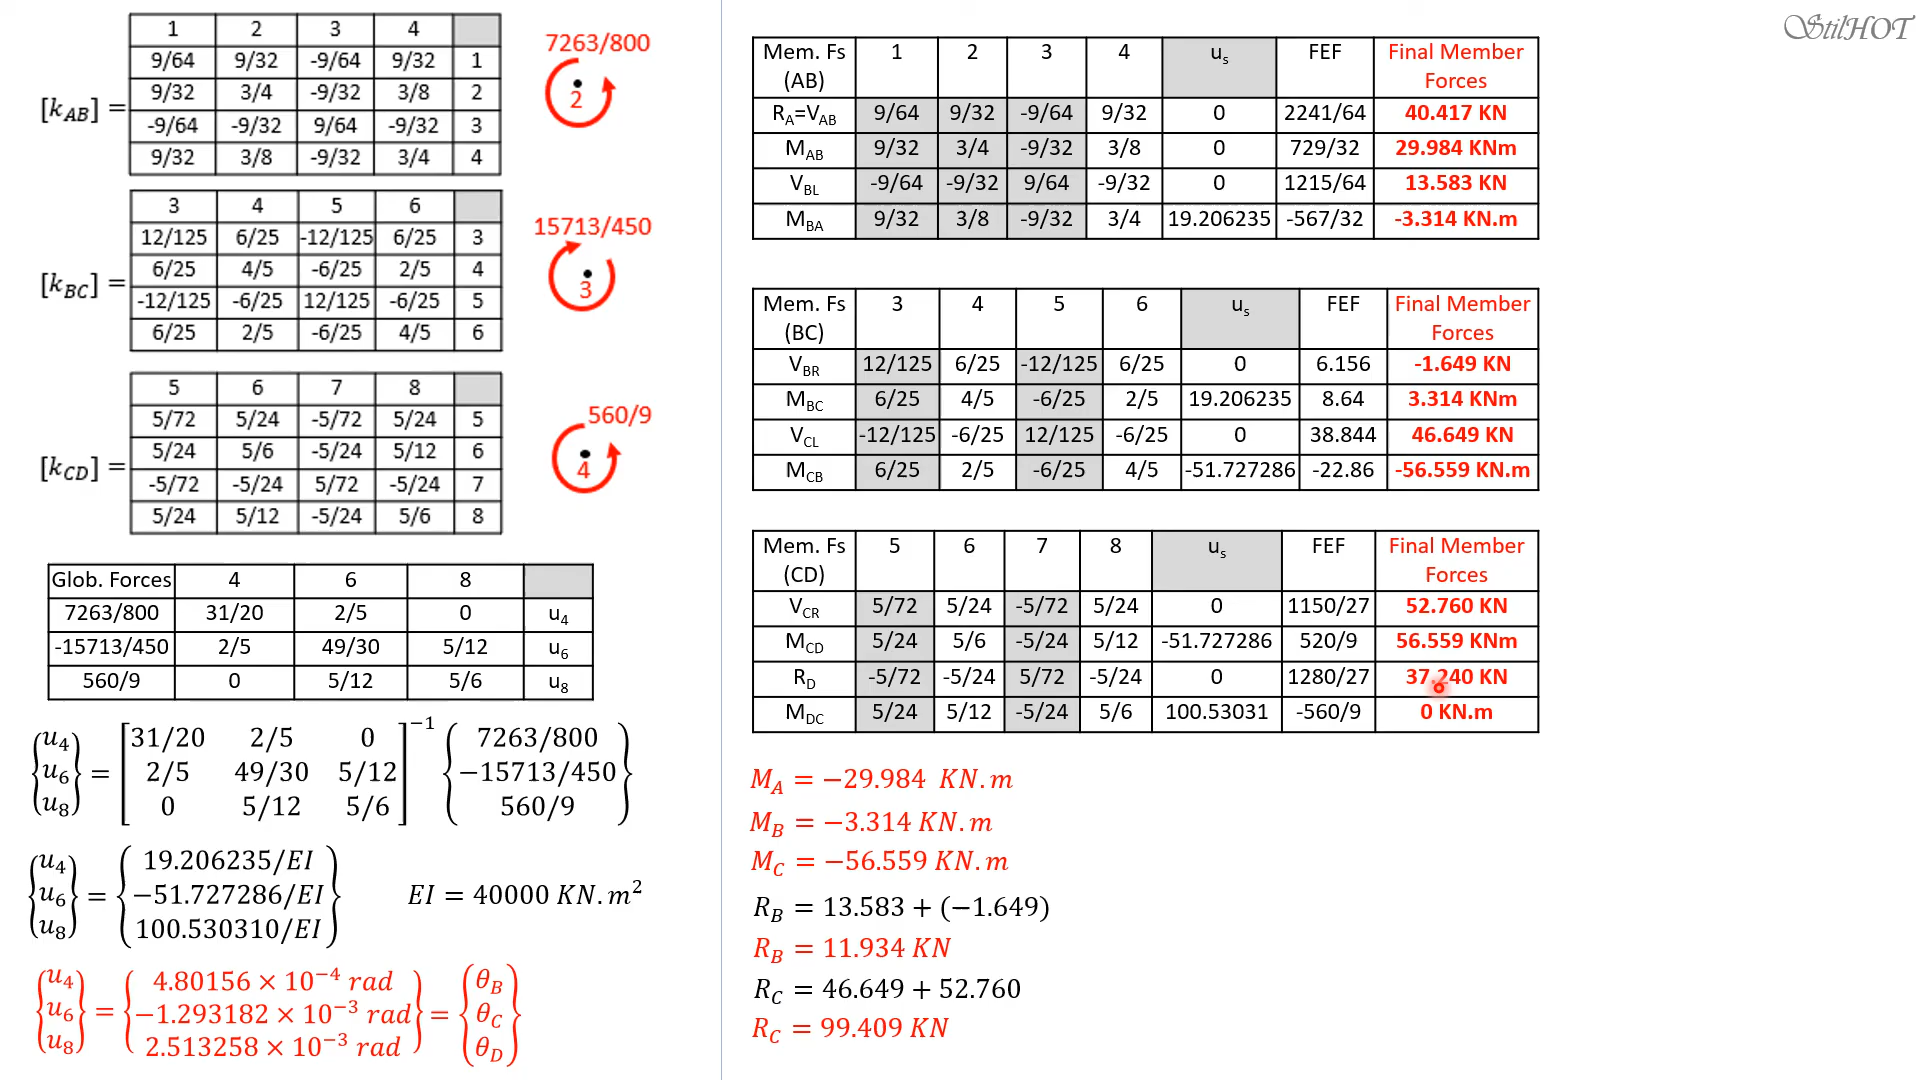 StilHOT
1 2 3 4
9/64 9/32 -9/64 9/32 1
9/32 3/4 -9/32 3/8 2
-9/64 -9/32 9/64 -9/32 3
9/32 3/8 -9/32 3/4 4
[k_AB] =
7263/800
2
3 4 5 6
12/125 6/25 -12/125 6/25 3
6/25 4/5 -6/25 2/5 4
-12/125 -6/25 12/125 -6/25 5
6/25 2/5 -6/25 4/5 6
[k_BC] =
15713/450
3
5 6 7 8
5/72 5/24 -5/72 5/24 5
5/24 5/6 -5/24 5/12 6
-5/72 -5/24 5/72 -5/24 7
5/24 5/12 -5/24 5/6 8
[k_CD] =
560/9
4
Glob. Forces 4 6 8
7263/800 31/20 2/5 0 u4
-15713/450 2/5 49/30 5/12 u6
560/9 0 5/12 5/6 u8
{u4 [31/20 2/5 0 ]⁻¹ { 7263/800
u6} = 2/5 49/30 5/12 −15713/450
u8 0 5/12 5/6 560/9 }
{u4 { 19.206235/EI
u6} = −51.727286/EI EI = 40000 KN.m²
u8 100.530310/EI }
{u4 { 4.80156 × 10⁻⁴ rad {θB
u6} = −1.293182 × 10⁻³ rad = θC
u8 2.513258 × 10⁻³ rad } θD}
Mem. Fs 1 2 3 4 us FEF Final Member
(AB) Forces
RA=VAB 9/64 9/32 -9/64 9/32 0 2241/64 40.417 KN
MAB 9/32 3/4 -9/32 3/8 0 729/32 29.984 KNm
VBL -9/64 -9/32 9/64 -9/32 0 1215/64 13.583 KN
MBA 9/32 3/8 -9/32 3/4 19.206235 -567/32 -3.314 KN.m
Mem. Fs 3 4 5 6 us FEF Final Member
(BC) Forces
VBR 12/125 6/25 -12/125 6/25 0 6.156 -1.649 KN
MBC 6/25 4/5 -6/25 2/5 19.206235 8.64 3.314 KNm
VCL -12/125 -6/25 12/125 -6/25 0 38.844 46.649 KN
MCB 6/25 2/5 -6/25 4/5 -51.727286 -22.86 -56.559 KN.m
Mem. Fs 5 6 7 8 us FEF Final Member
(CD) Forces
VCR 5/72 5/24 -5/72 5/24 0 1150/27 52.760 KN
MCD 5/24 5/6 -5/24 5/12 -51.727286 520/9 56.559 KNm
RD -5/72 -5/24 5/72 -5/24 0 1280/27 37.240 KN
MDC 5/24 5/12 -5/24 5/6 100.53031 -560/9 0 KN.m
MA = −29.984 KN.m
MB = −3.314 KN.m
MC = −56.559 KN.m
RB = 13.583 + (−1.649)
RB = 11.934 KN
RC = 46.649 + 52.760
RC = 99.409 KN